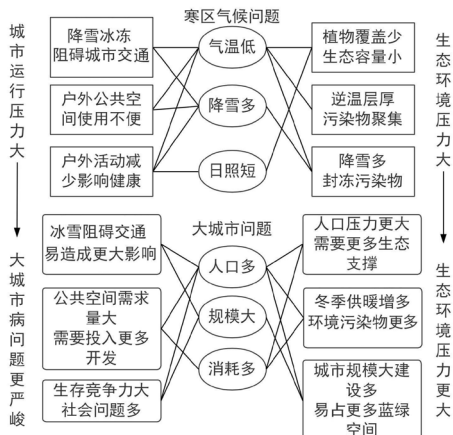 寒区气候问题
城市运行压力大
降雪冰冻
阻碍城市交通
户外公共空
间使用不便
户外活动减
少影响健康
气温低
降雪多
日照短
植物覆盖少
生态容量小
逆温层厚
污染物聚集
降雪多
封冻污染物
生态环境压力大
大城市问题
大城市病问题更严峻
冰雪阻碍交通
易造成更大影响
公共空间需求
量大
需要投入更多
开发
生存竞争力大
社会问题多
人口多
规模大
消耗多
人口压力更大
需要更多生态
支撑
冬季供暖增多
环境污染物更多
城市规模大建
设多
易占更多蓝绿
空间
生态环境压力更大